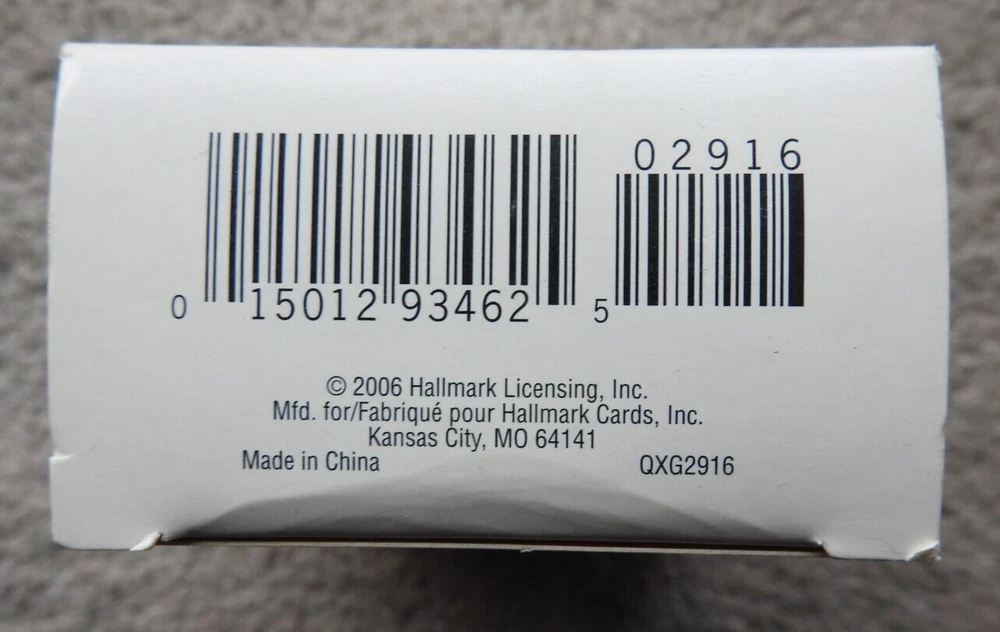 02916
0 15012 93462 5
© 2006 Hallmark Licensing, Inc.
Mfd. for/Fabriqué pour Hallmark Cards, Inc.
Kansas City, MO 64141
Made in China QXG2916